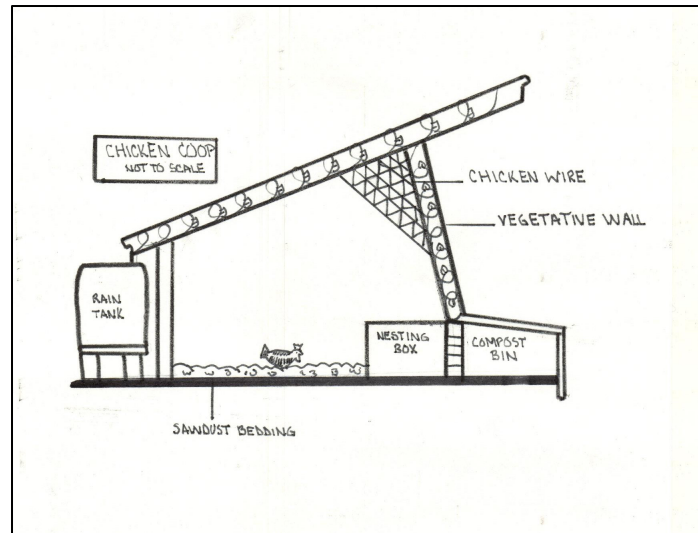 CHICKEN COOP
NOT TO SCALE
CHICKEN WIRE
VEGETATIVE WALL
RAIN
TANK
NESTING
BOX
COMPOST
BIN
SAWDUST BEDDING